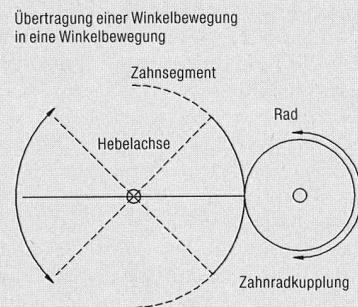 Übertragung einer Winkelbewegung
in eine Winkelbewegung
Zahnsegment
Rad
Hebelachse
Zahnradkupplung